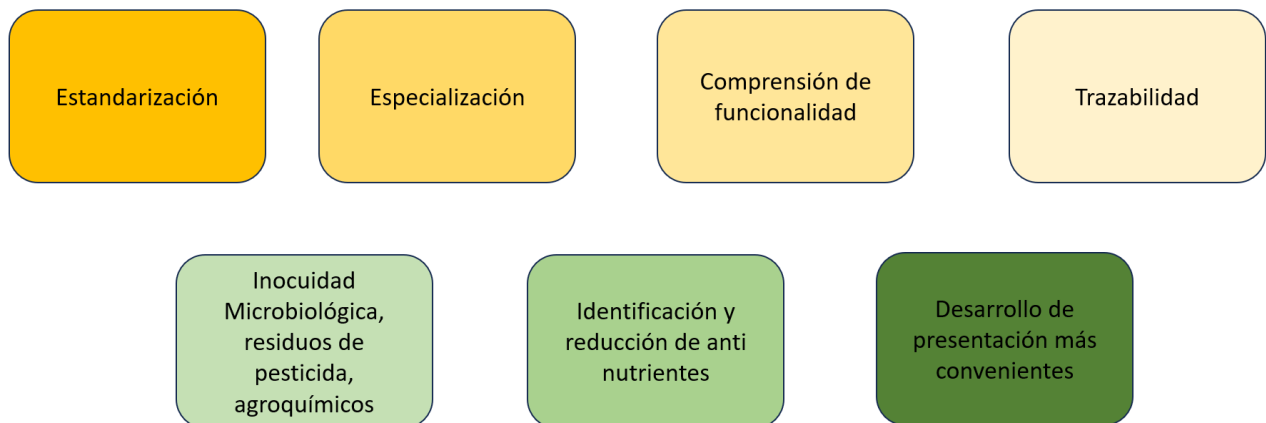 Estandarización
Especialización
Comprensión de
funcionalidad
Trazabilidad
Inocuidad
Microbiológica,
residuos de
pesticida,
agroquímicos
Identificación y
reducción de anti
nutrientes
Desarrollo de
presentación más
convenientes